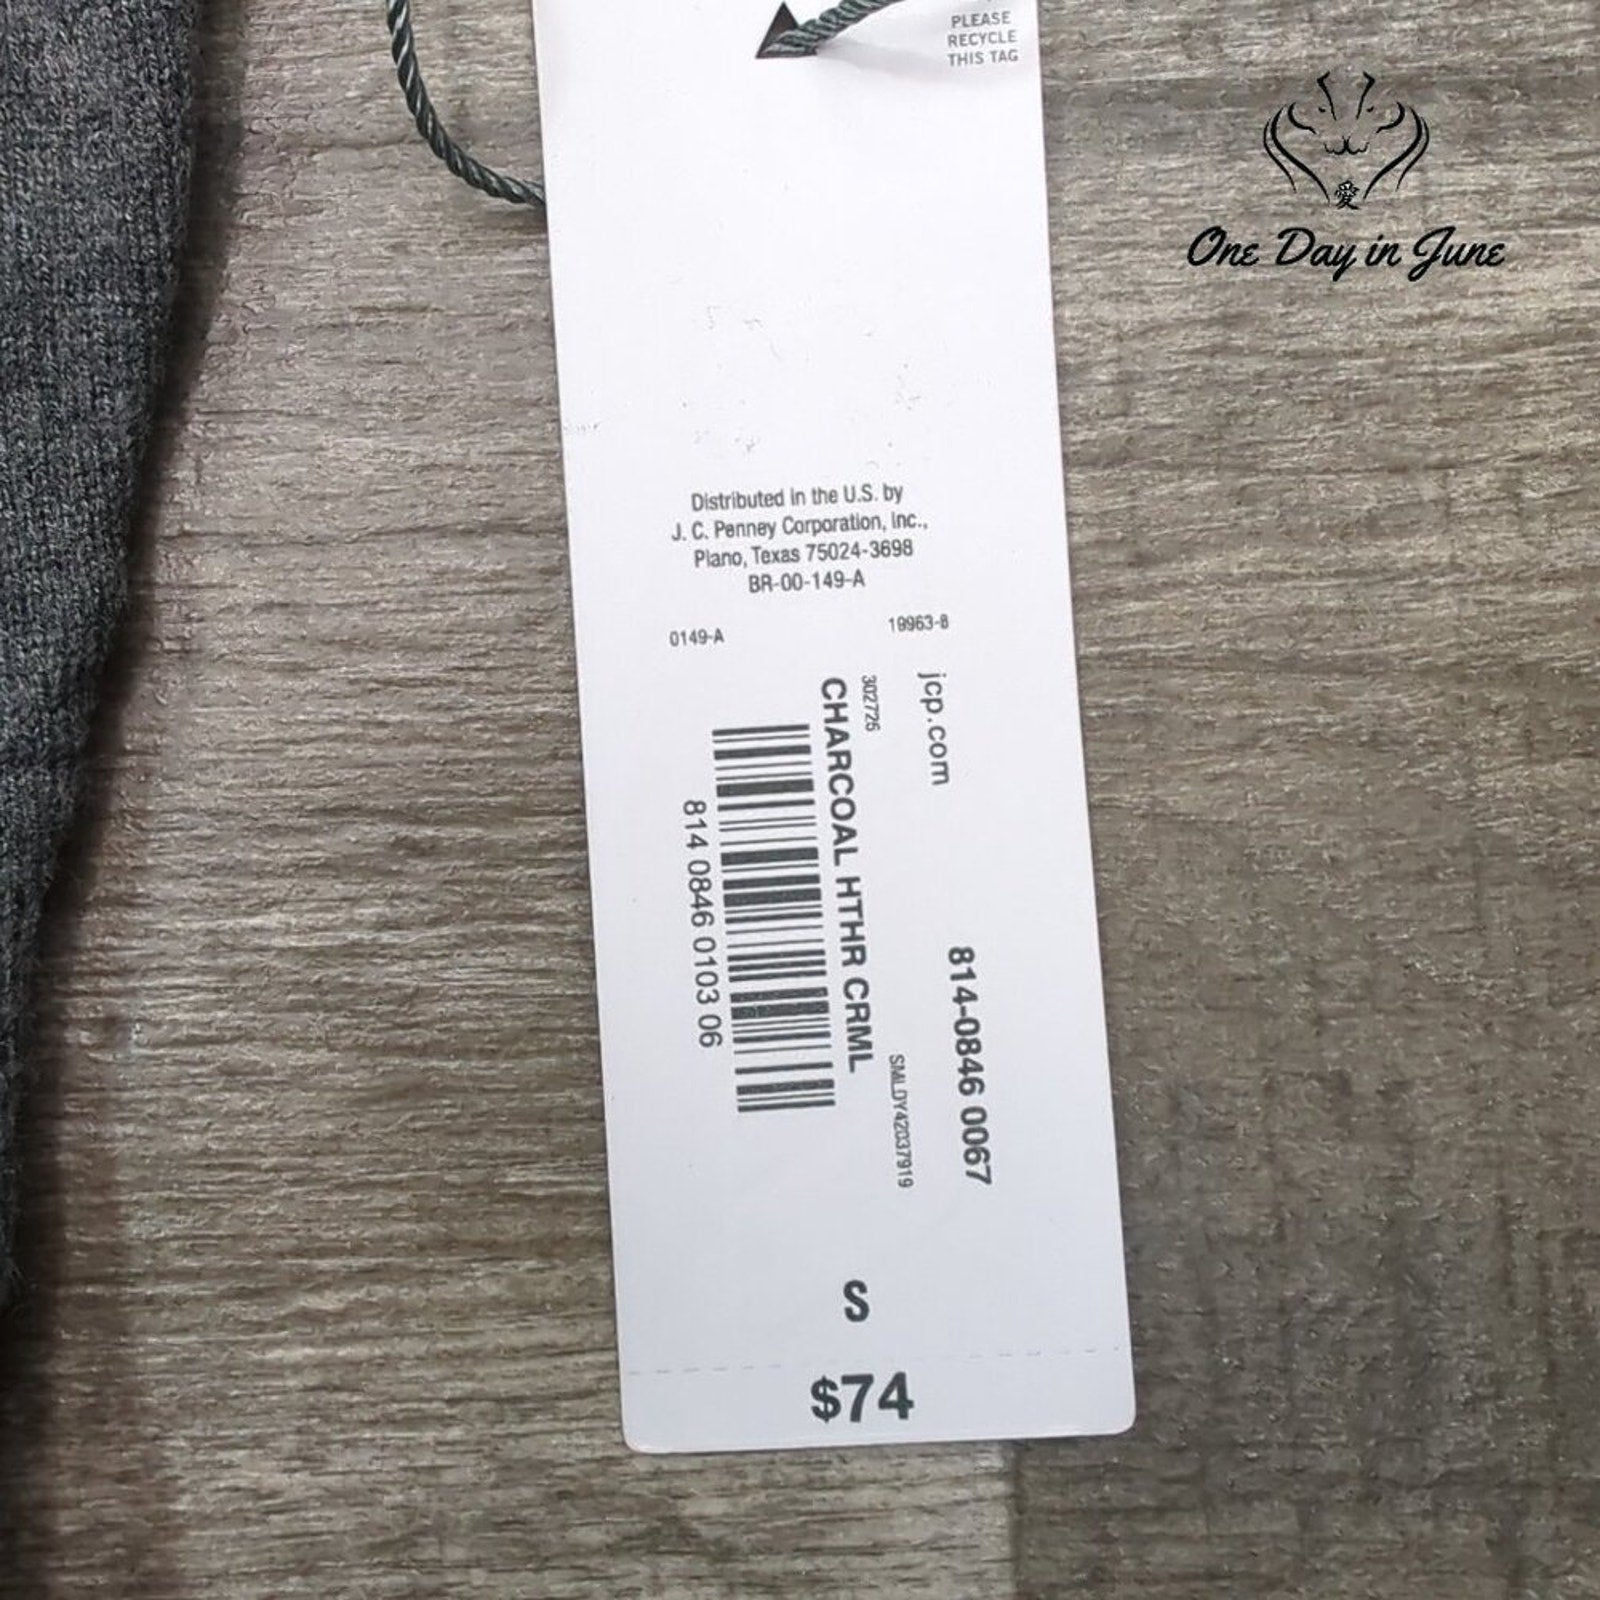 PLEASE
RECYCLE
THIS TAG
愛
One Day in June
Distributed in the U.S. by
J. C. Penney Corporation, Inc.,
Plano, Texas 75024-3698
BR-00-149-A
0149-A 19963-8
jcp.com 814-0846 0067
302726 SMLDY42037919
CHARCOAL HTHR CRML
814 0846 0103 06
S
$74